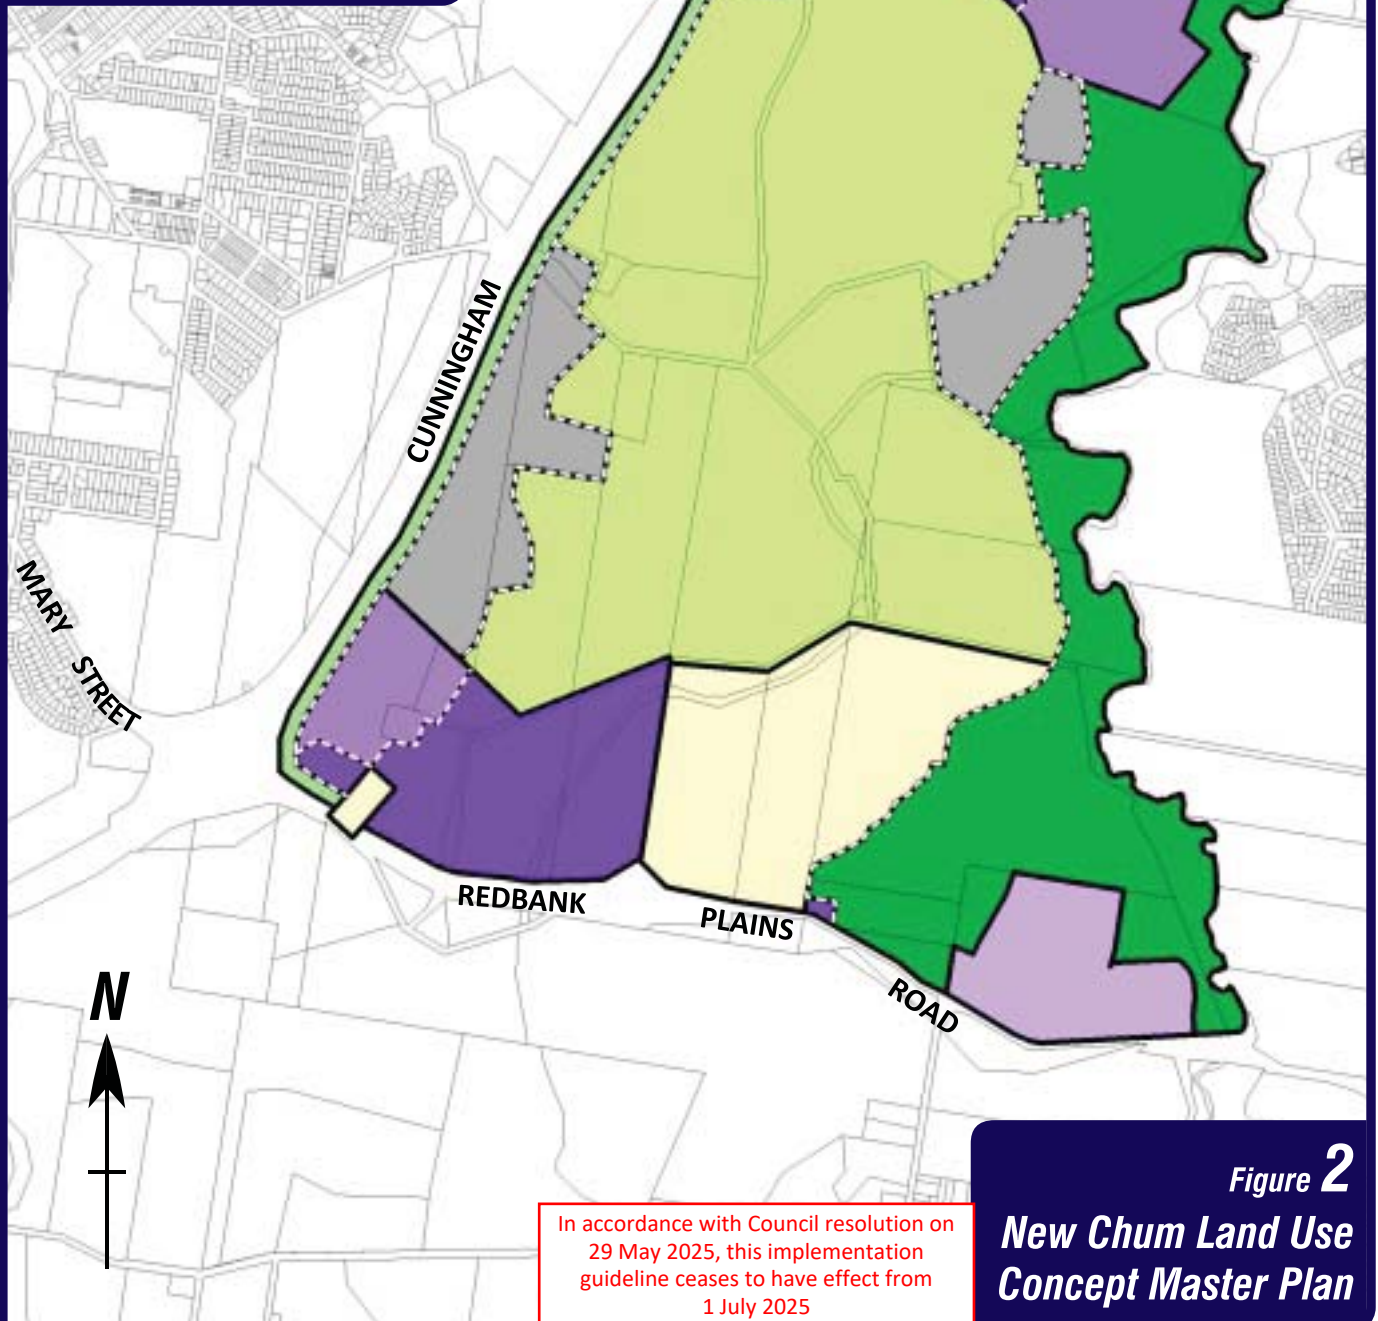 CUNNINGHAM
MARY STREET
REDBANK PLAINS ROAD
N
In accordance with Council resolution on
29 May 2025, this implementation
guideline ceases to have effect from
1 July 2025
Figure 2
New Chum Land Use
Concept Master Plan